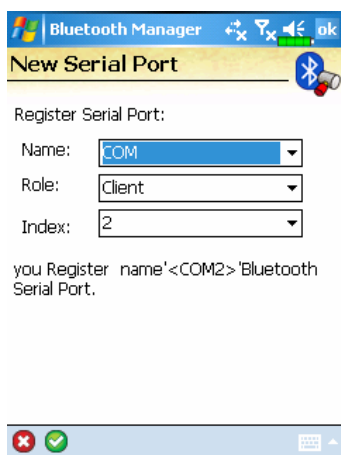 Bluetooth Manager ok
New Serial Port
Register Serial Port:
Name: COM
Role: Client
Index: 2
you Register name'<COM2>'Bluetooth
Serial Port.